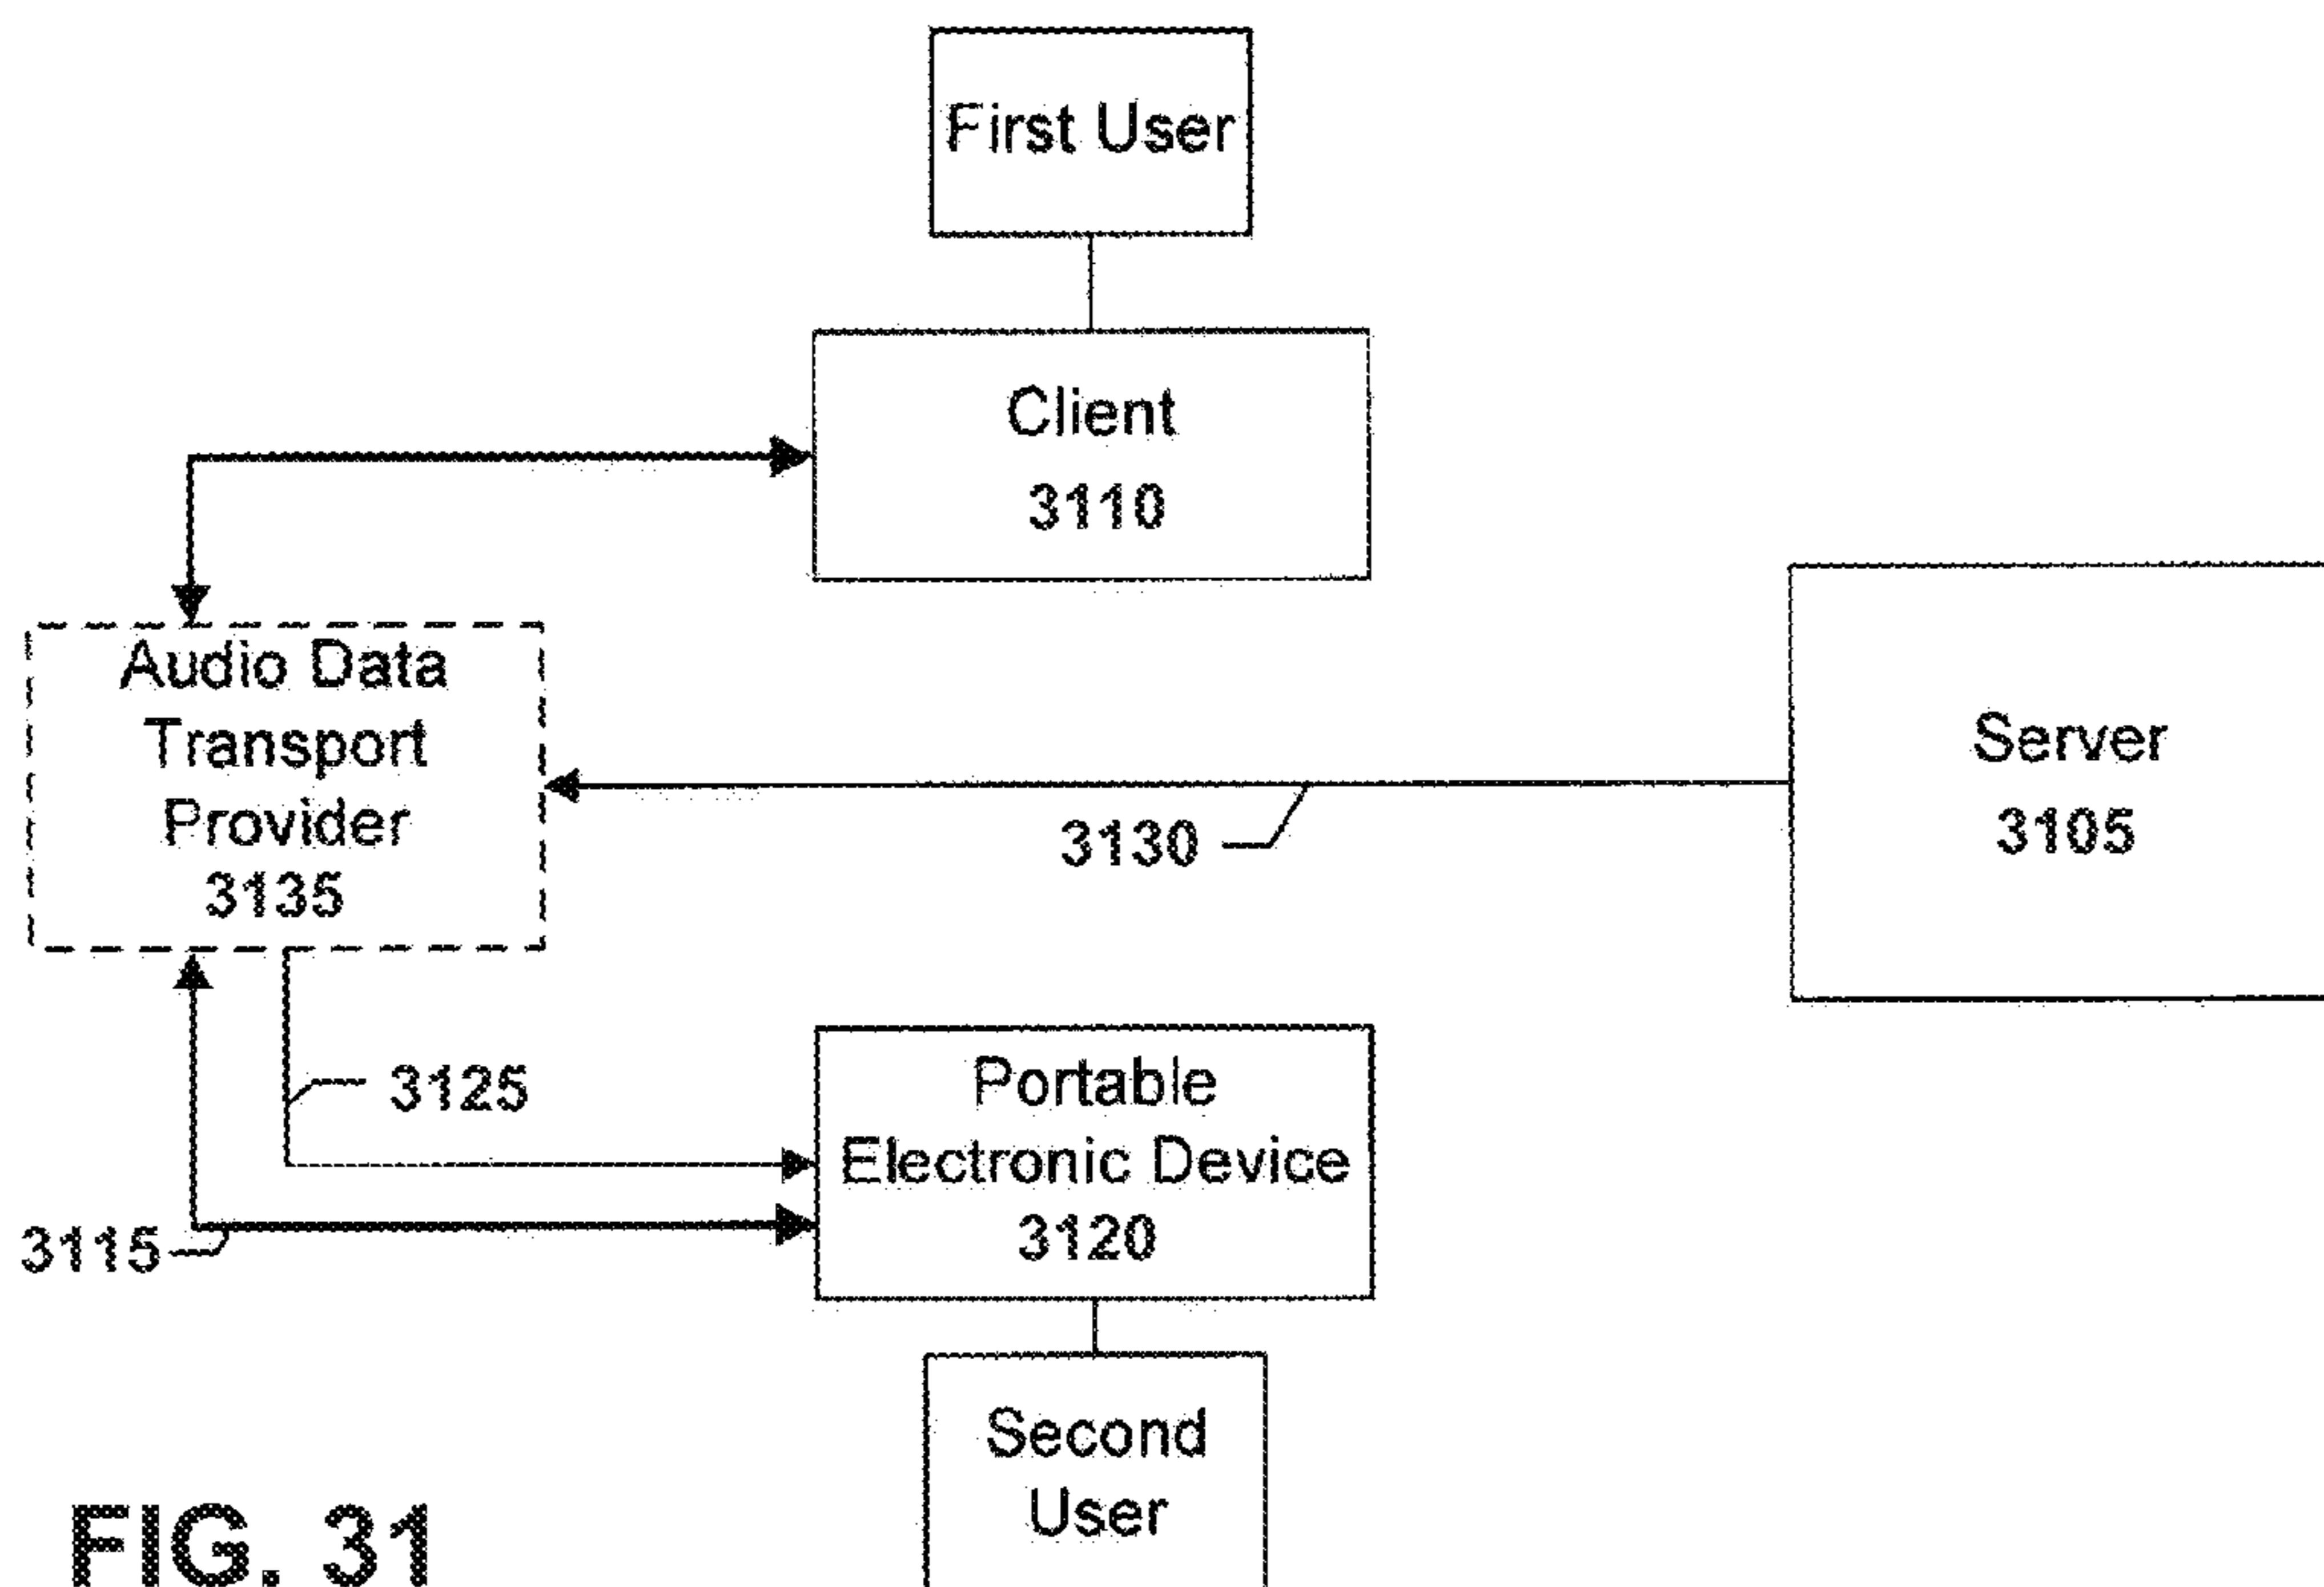 First User
Client
3110
Audio Data
Transport
Provider
3135
Server
3105
3130
3125
Portable
Electronic Device
3120
3115
Second
User
FIG. 31